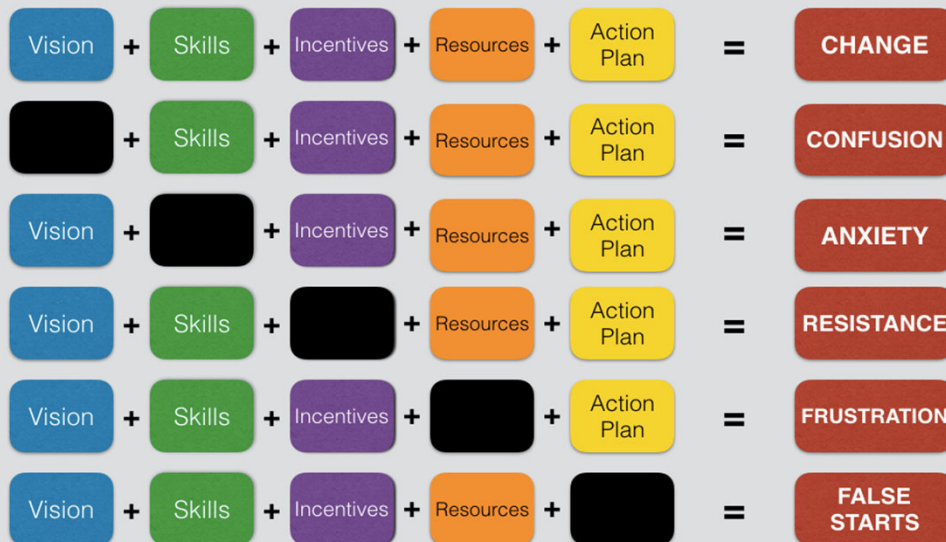 Vision + Skills + Incentives + Resources + Action Plan = CHANGE
+ Skills + Incentives + Resources + Action Plan = CONFUSION
Vision + + Incentives + Resources + Action Plan = ANXIETY
Vision + Skills + + Resources + Action Plan = RESISTANCE
Vision + Skills + Incentives + + Action Plan = FRUSTRATION
Vision + Skills + Incentives + Resources + = FALSE STARTS